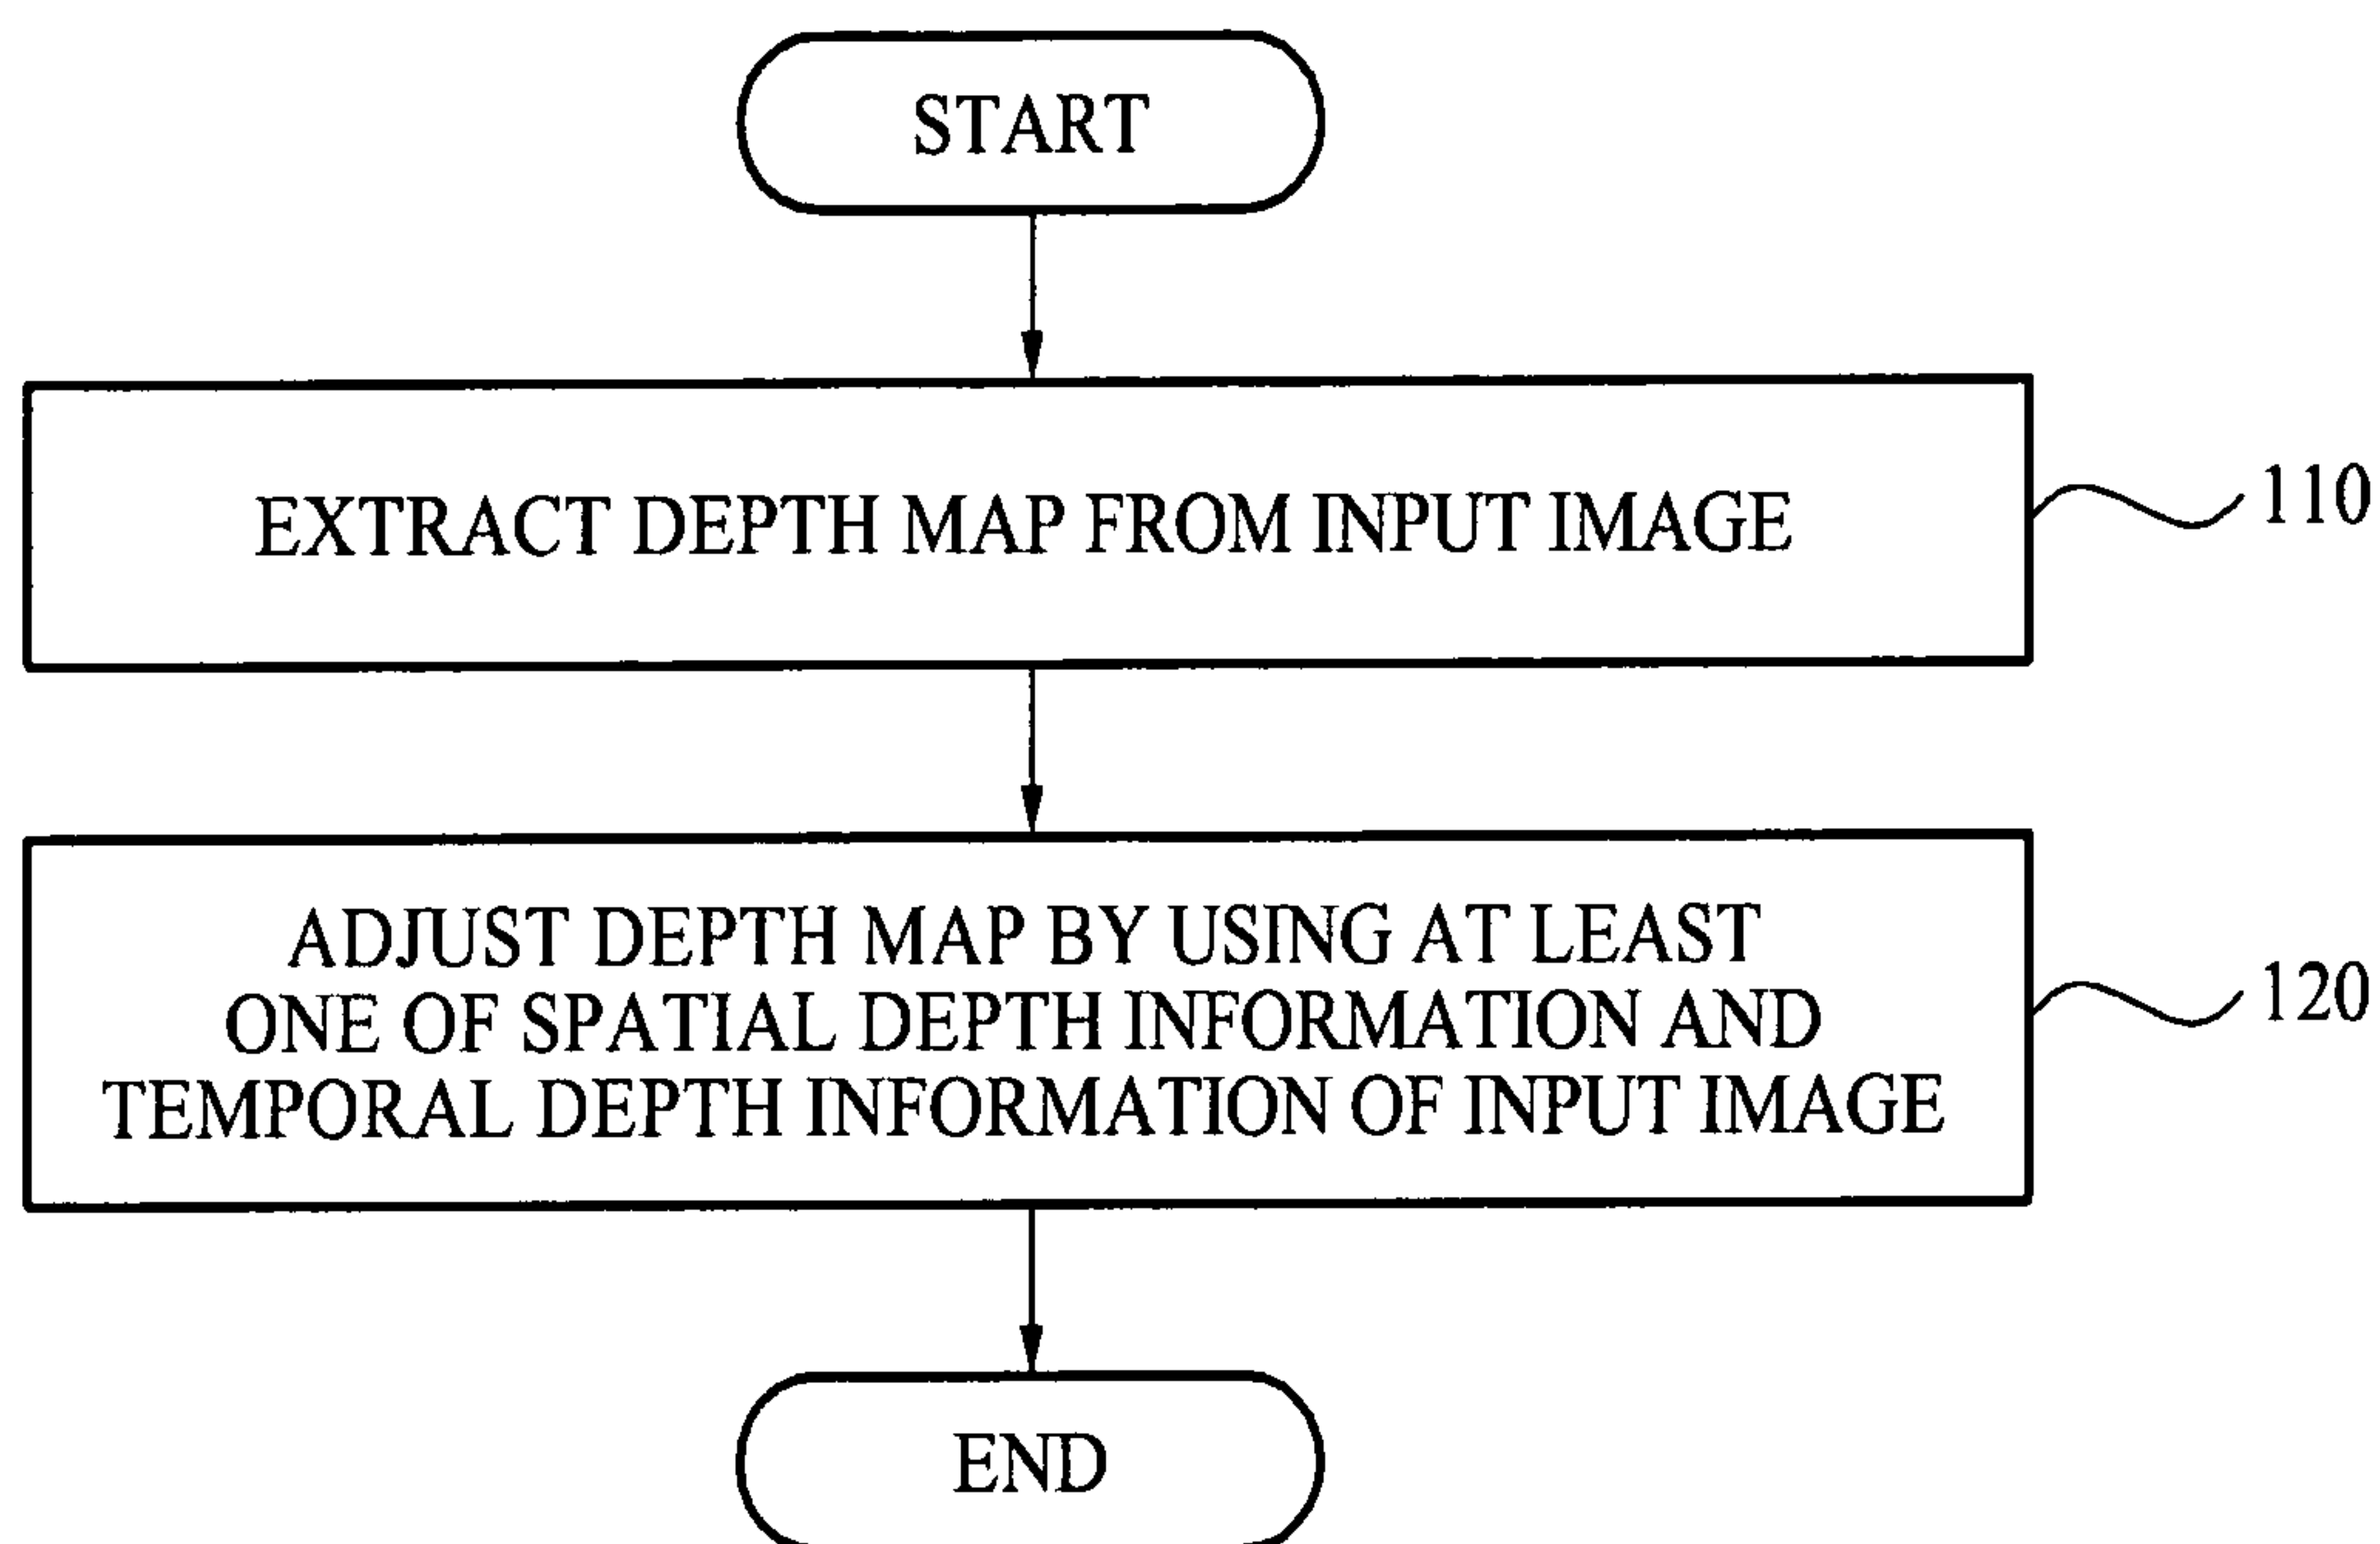 START
EXTRACT DEPTH MAP FROM INPUT IMAGE
110
ADJUST DEPTH MAP BY USING AT LEAST
ONE OF SPATIAL DEPTH INFORMATION AND
TEMPORAL DEPTH INFORMATION OF INPUT IMAGE
120
END